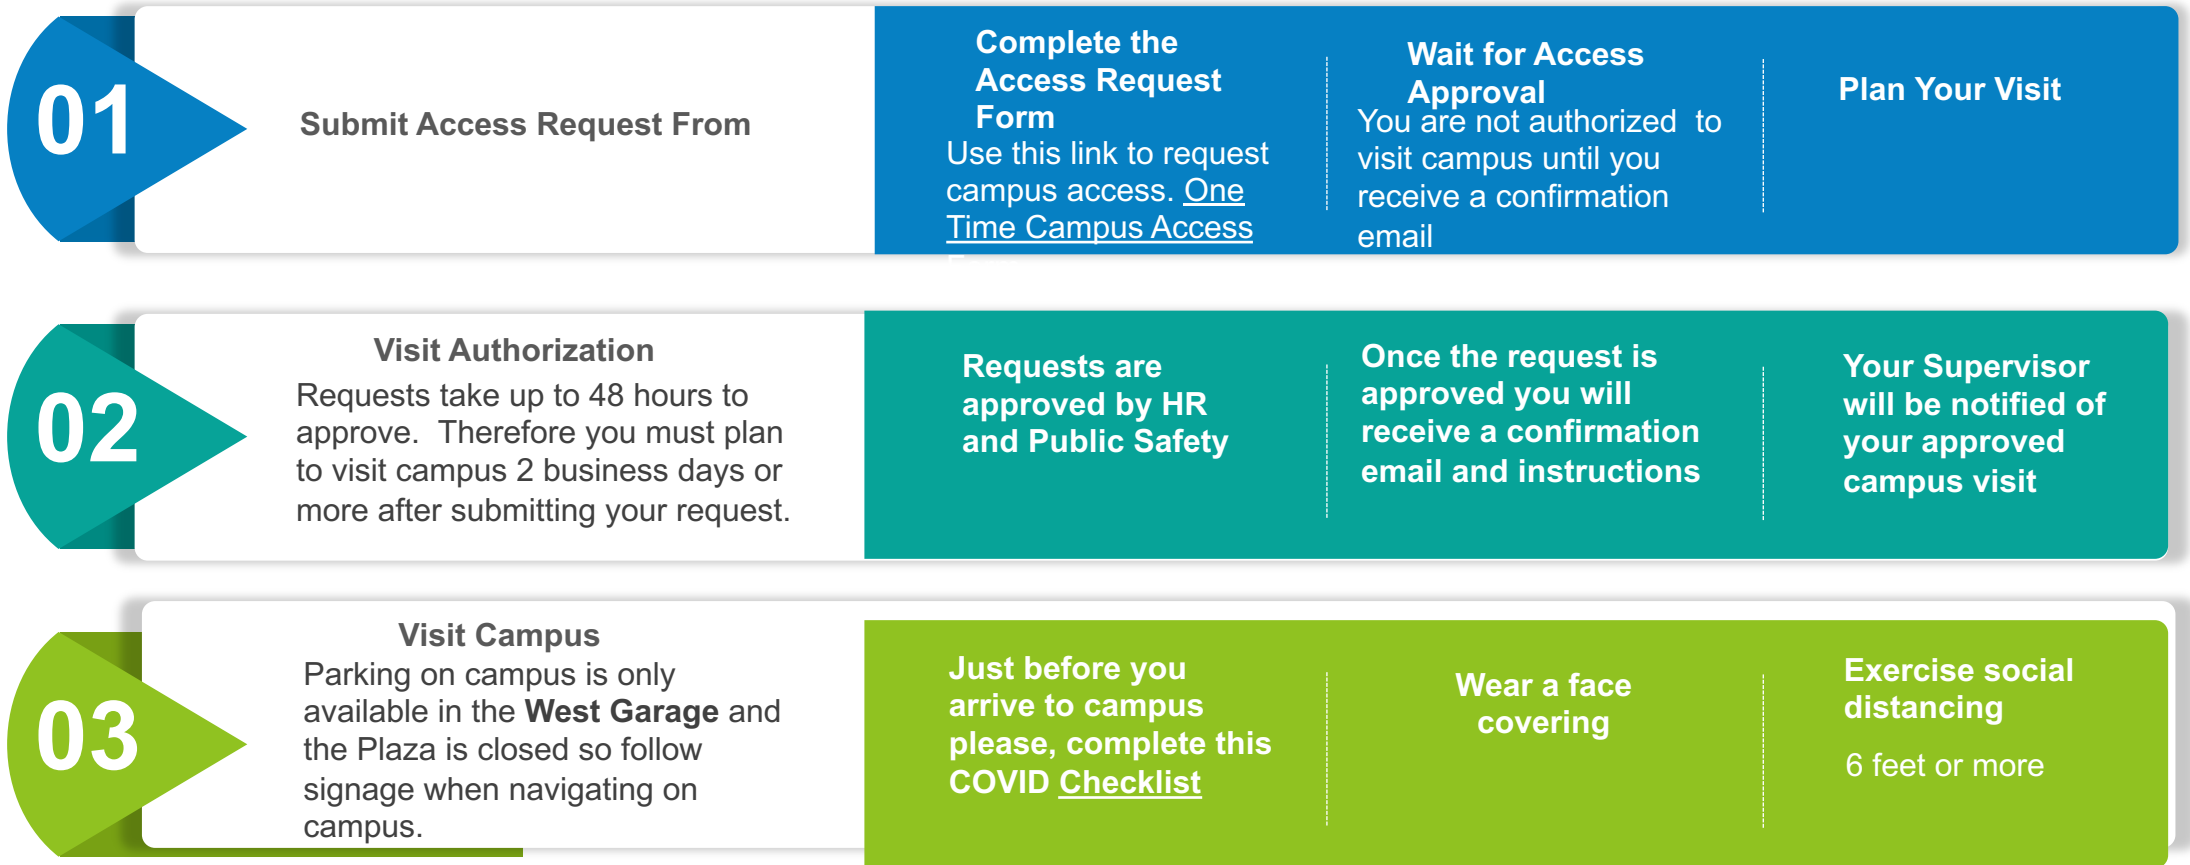 01
Submit Access Request From
Complete the
Access Request
Form
Use this link to request
campus access. One
Time Campus Access
Wait for Access
Approval
You are not authorized  to
visit campus until you
receive a confirmation
email
Plan Your Visit
02
Visit Authorization
Requests take up to 48 hours to
approve.  Therefore you must plan
to visit campus 2 business days or
more after submitting your request.
Requests are
approved by HR
and Public Safety
Once the request is
approved you will
receive a confirmation
email and instructions
Your Supervisor
will be notified of
your approved
campus visit
03
Visit Campus
Parking on campus is only
available in the West Garage and
the Plaza is closed so follow
signage when navigating on
campus.
Just before you
arrive to campus
please, complete this
COVID Checklist
Wear a face
covering
Exercise social
distancing
6 feet or more